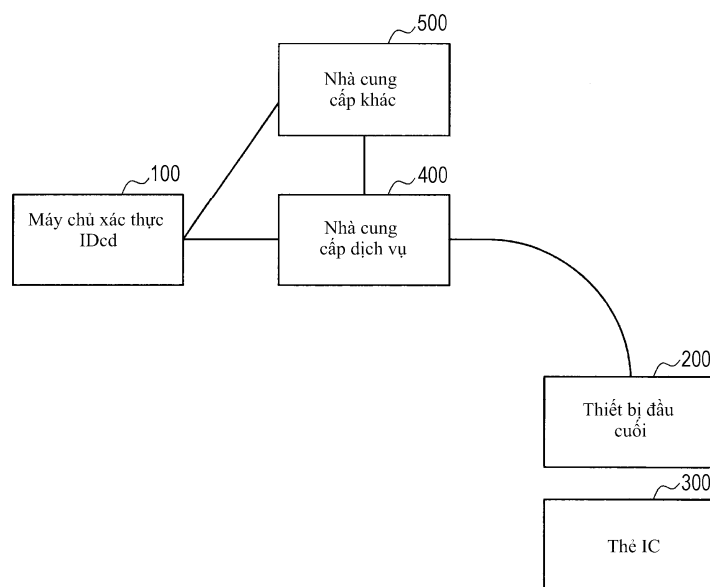 500
Nhà cung
cấp khác
100
Máy chủ xác thực
IDcd
400
Nhà cung
cấp dịch vụ
200
Thiết bị đầu
cuối
300
Thẻ IC